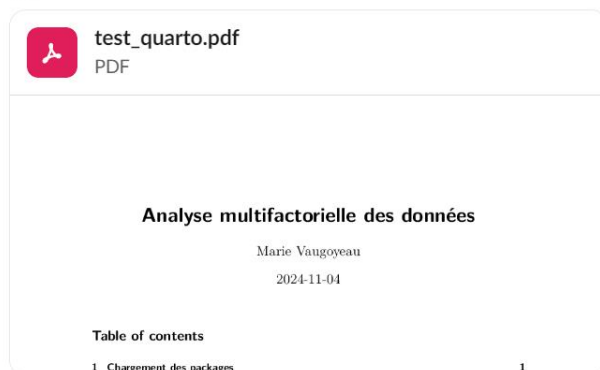 test_quarto.pdf
PDF
Analyse multifactorielle des données
Marie Vaugoyeau
2024-11-04
Table of contents
1 Chargement des packages 1